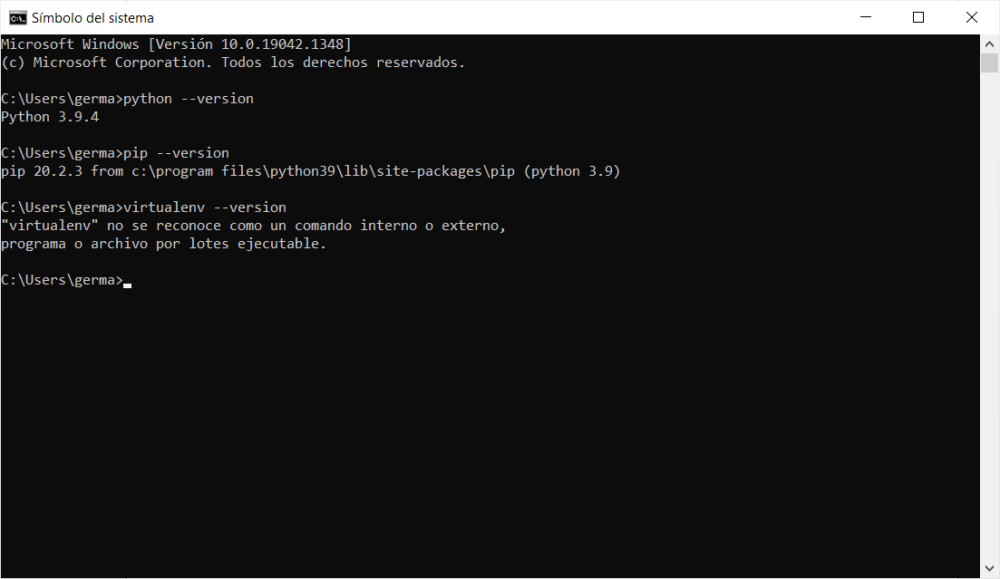 Símbolo del sistema
Microsoft Windows [Versión 10.0.19042.1348]
(c) Microsoft Corporation. Todos los derechos reservados.
C:\Users\germa>python --version
Python 3.9.4
C:\Users\germa>pip --version
pip 20.2.3 from c:\program files\python39\lib\site-packages\pip (python 3.9)
C:\Users\germa>virtualenv --version
"virtualenv" no se reconoce como un comando interno o externo,
programa o archivo por lotes ejecutable.
C:\Users\germa>